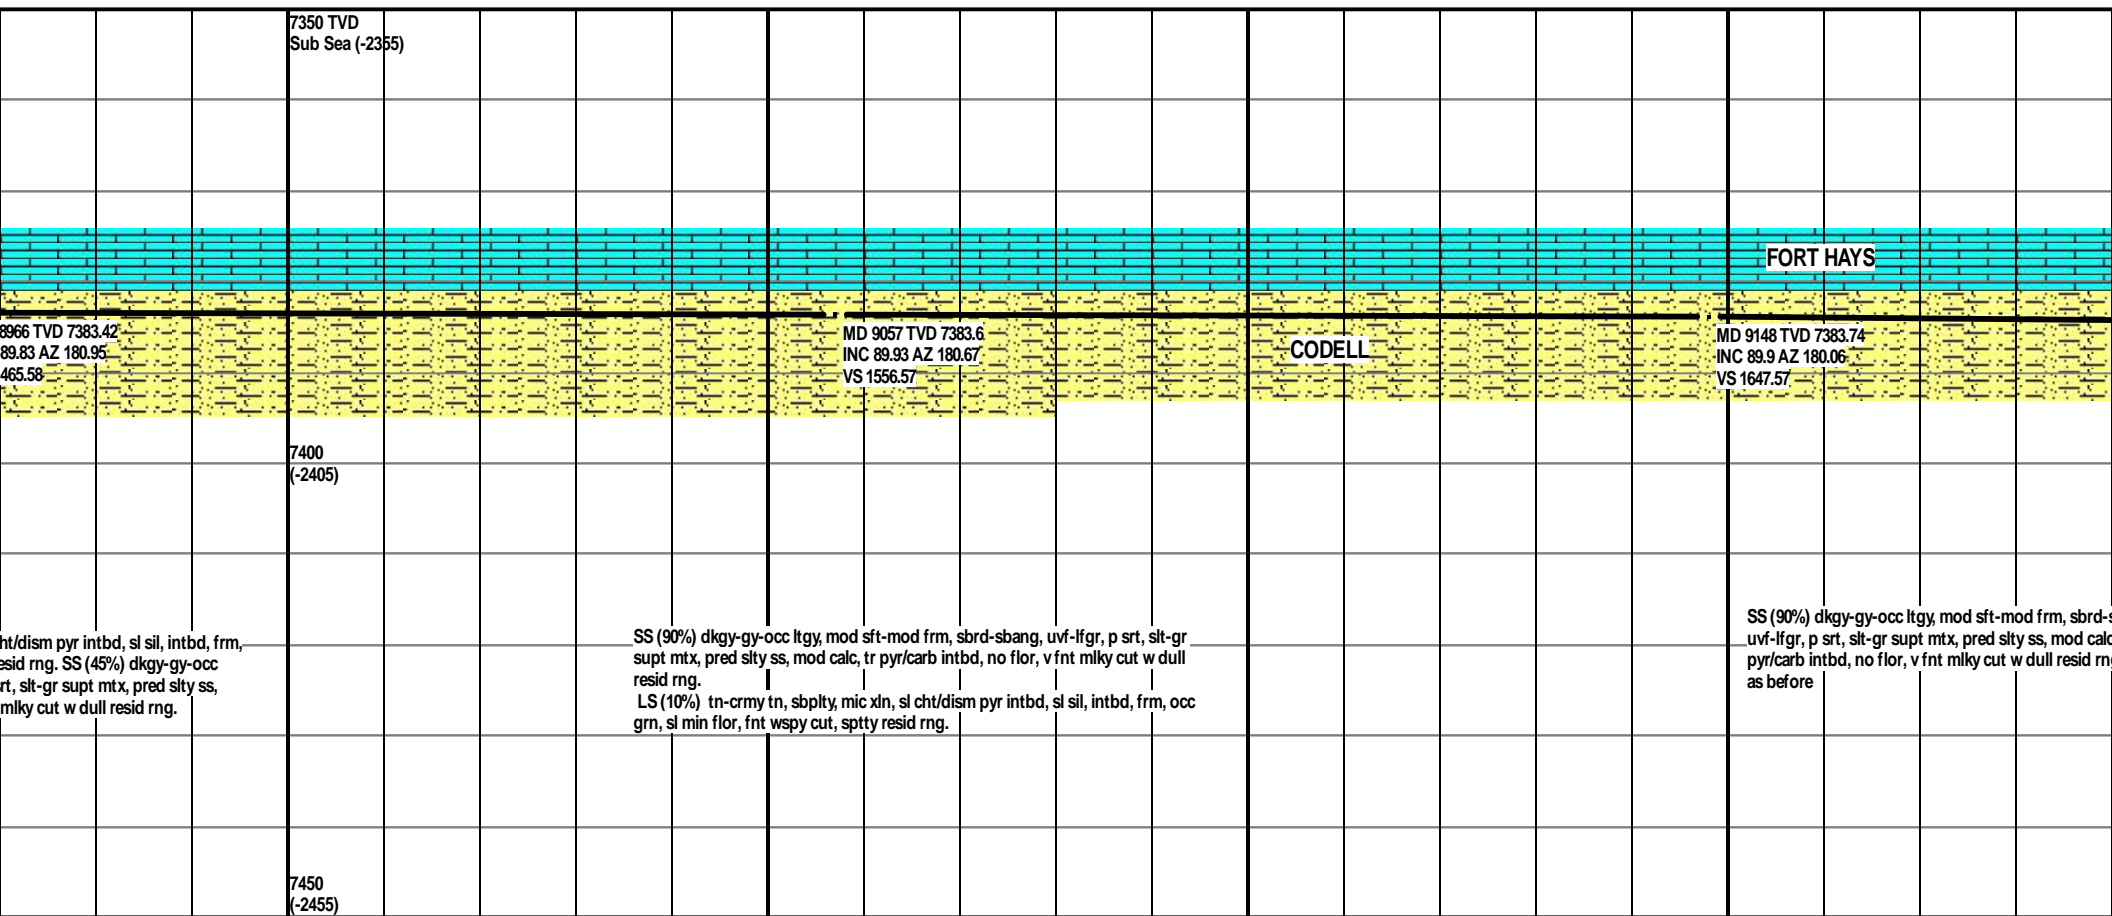 7350 TVD
Sub Sea (-2355)
FORT HAYS
8966 TVD 7383.42
89.83 AZ 180.95
465.58
MD 9057 TVD 7383.6
INC 89.93 AZ 180.67
VS 1556.57
CODELL
MD 9148 TVD 7383.74
INC 89.9 AZ 180.06
VS 1647.57
7400
(-2405)
ht/dism pyr intbd, sl sil, intbd, frm,
esid rng. SS (45%) dkgy-gy-occ
rt, slt-gr supt mtx, pred slty ss,
mlky cut w dull resid rng.
SS (90%) dkgy-gy-occ ltgy, mod sft-mod frm, sbrd-sbang, uvf-lfgr, p srt, slt-gr
supt mtx, pred slty ss, mod calc, tr pyr/carb intbd, no flor, v fnt mlky cut w dull
resid rng.
LS (10%) tn-crmy tn, sbplty, mic xln, sl cht/dism pyr intbd, sl sil, intbd, frm, occ
grn, sl min flor, fnt wspy cut, sptty resid rng.
SS (90%) dkgy-gy-occ ltgy, mod sft-mod frm, sbrd-s
uvf-lfgr, p srt, slt-gr supt mtx, pred slty ss, mod calc
pyr/carb intbd, no flor, v fnt mlky cut w dull resid rn
as before
7450
(-2455)